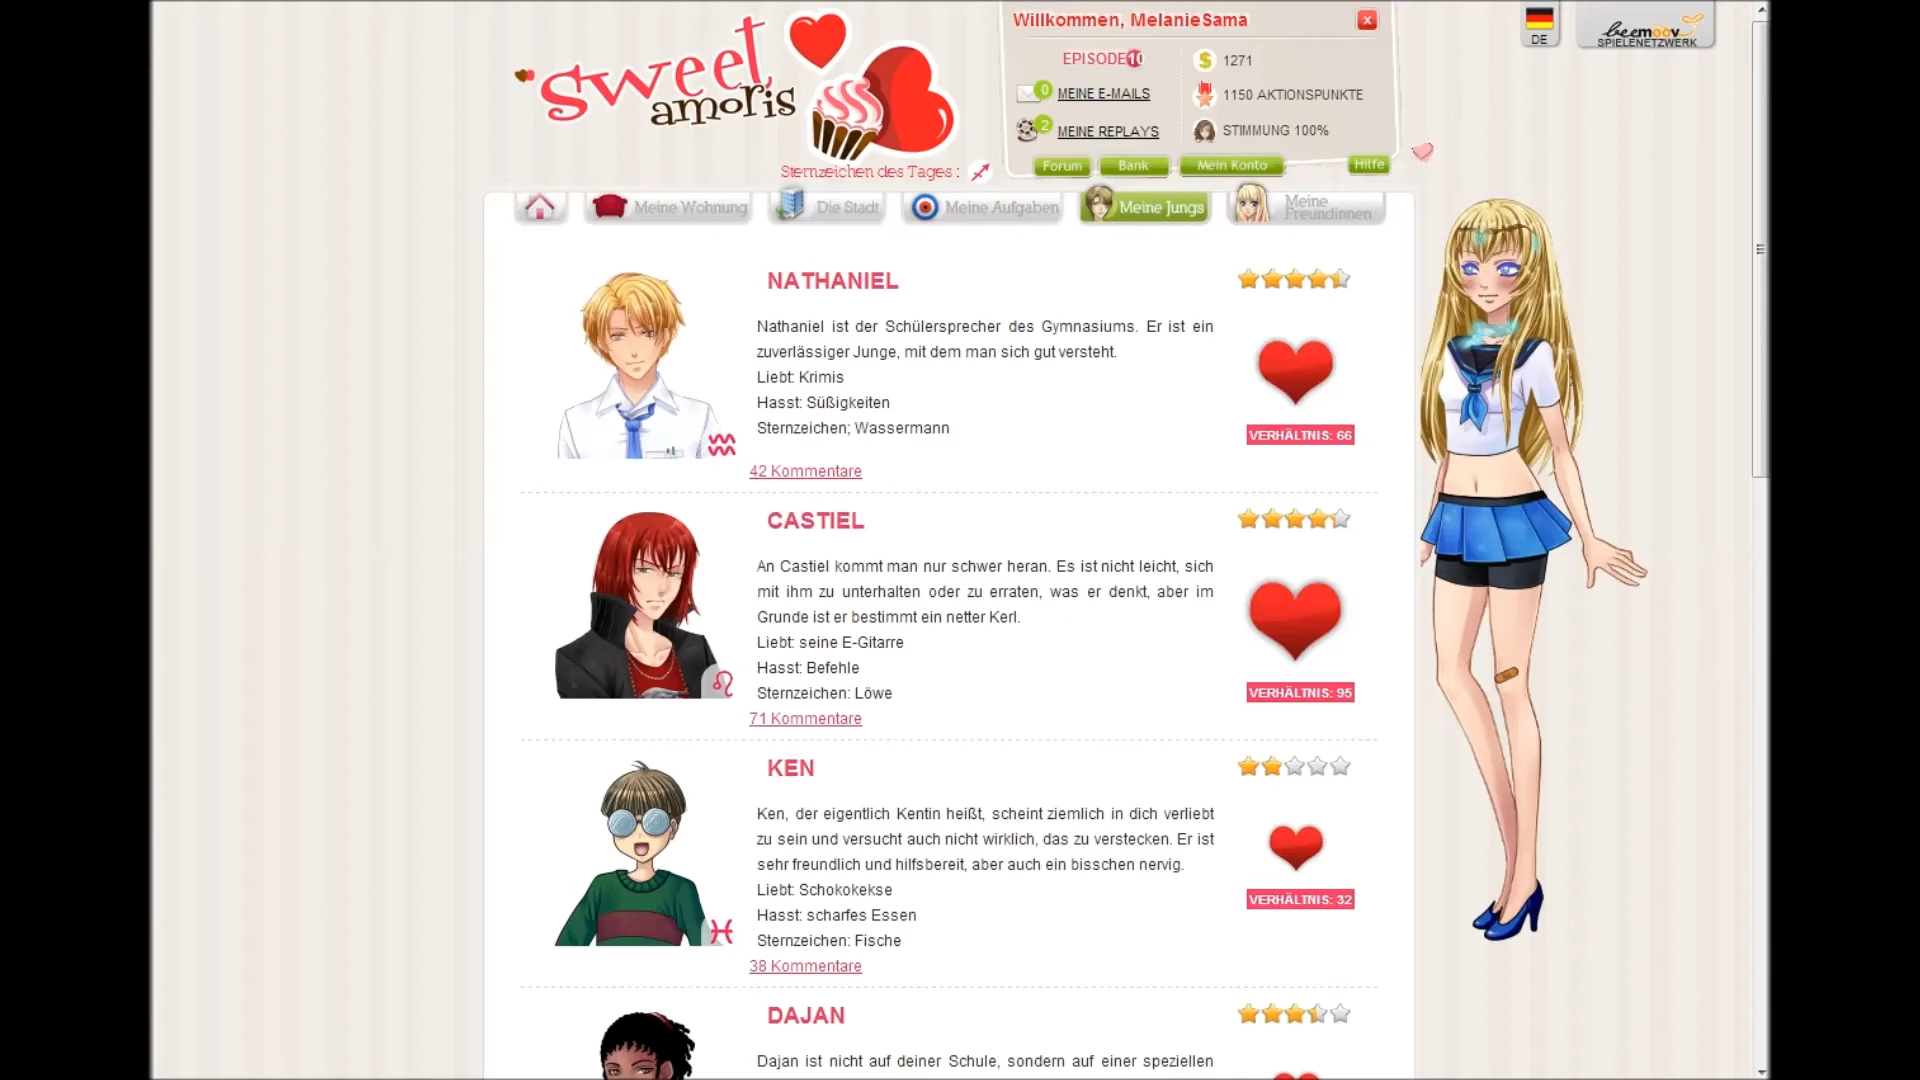 sweet
amoris
Sternzeichen des Tages :
Willkommen, MelanieSama
x
EPISODE 10
0 MEINE E-MAILS
2 MEINE REPLAYS
$ 1271
1150 AKTIONSPUNKTE
STIMMUNG 100%
Forum
Bank
Mein Konto
Hilfe
DE
beemoov
SPIELENETZWERK
Meine Wohnung
Die Stadt
Meine Aufgaben
Meine Jungs
Meine
Freundinnen
NATHANIEL
Nathaniel ist der Schülersprecher des Gymnasiums. Er ist ein
zuverlässiger Junge, mit dem man sich gut versteht.
Liebt: Krimis
Hasst: Süßigkeiten
Sternzeichen; Wassermann
VERHÄLTNIS: 66
42 Kommentare
CASTIEL
An Castiel kommt man nur schwer heran. Es ist nicht leicht, sich
mit ihm zu unterhalten oder zu erraten, was er denkt, aber im
Grunde ist er bestimmt ein netter Kerl.
Liebt: seine E-Gitarre
Hasst: Befehle
Sternzeichen: Löwe
VERHÄLTNIS: 95
71 Kommentare
KEN
Ken, der eigentlich Kentin heißt, scheint ziemlich in dich verliebt
zu sein und versucht auch nicht wirklich, das zu verstecken. Er ist
sehr freundlich und hilfsbereit, aber auch ein bisschen nervig.
Liebt: Schokokekse
Hasst: scharfes Essen
Sternzeichen: Fische
VERHÄLTNIS: 32
38 Kommentare
DAJAN
Dajan ist nicht auf deiner Schule, sondern auf einer speziellen